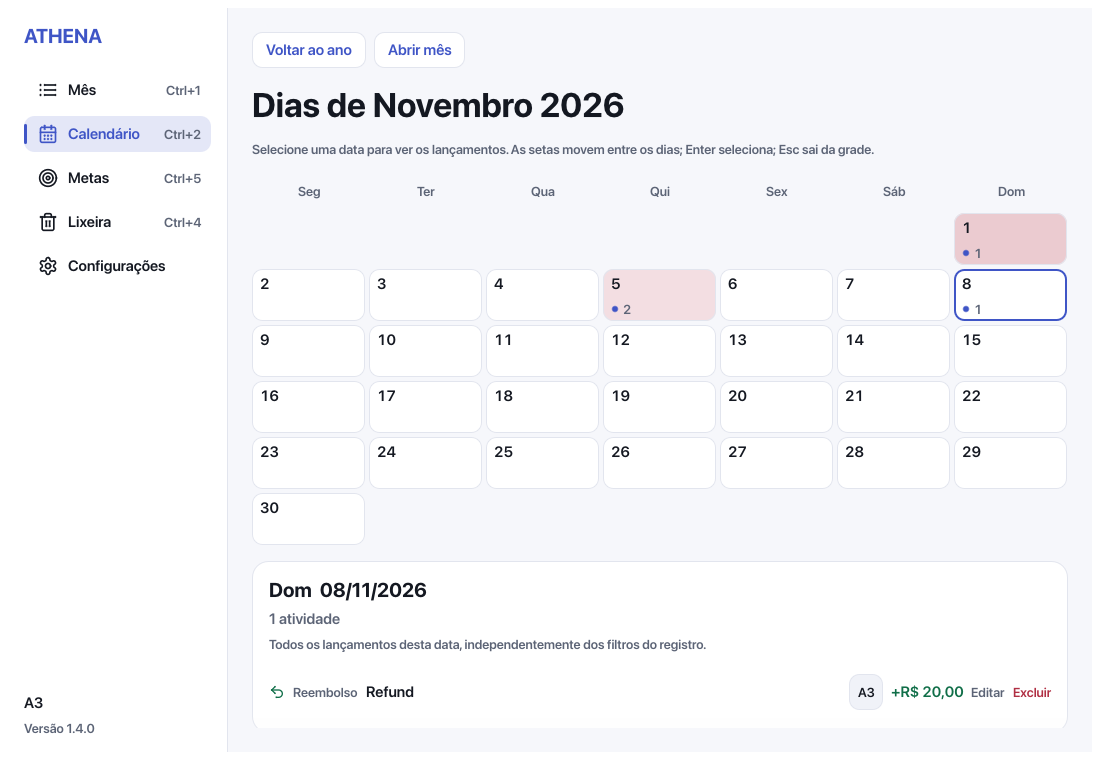 ATHENA
Mês Ctrl+1
Calendário Ctrl+2
Metas Ctrl+5
Lixeira Ctrl+4
Configurações
A3
Versão 1.4.0
Voltar ao ano Abrir mês
Dias de Novembro 2026
Selecione uma data para ver os lançamentos. As setas movem entre os dias; Enter seleciona; Esc sai da grade.
Seg Ter Qua Qui Sex Sáb Dom
1
1
2 3 4 5 6 7 8
2 1
9 10 11 12 13 14 15
16 17 18 19 20 21 22
23 24 25 26 27 28 29
30
Dom 08/11/2026
1 atividade
Todos os lançamentos desta data, independentemente dos filtros do registro.
Reembolso Refund A3 +R$ 20,00 Editar Excluir